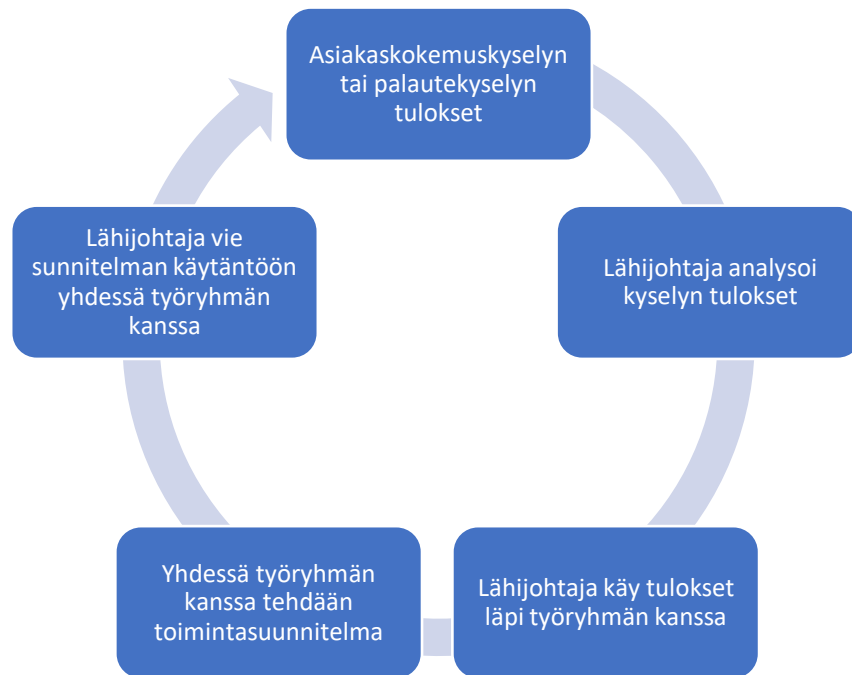 Asiakaskokemuskyselyn
tai palautekyselyn
tulokset
Lähijohtaja analysoi
kyselyn tulokset
Lähijohtaja käy tulokset
läpi työryhmän kanssa
Yhdessä työryhmän
kanssa tehdään
toimintasuunnitelma
Lähijohtaja vie
sunnitelman käytäntöön
yhdessä työryhmän
kanssa